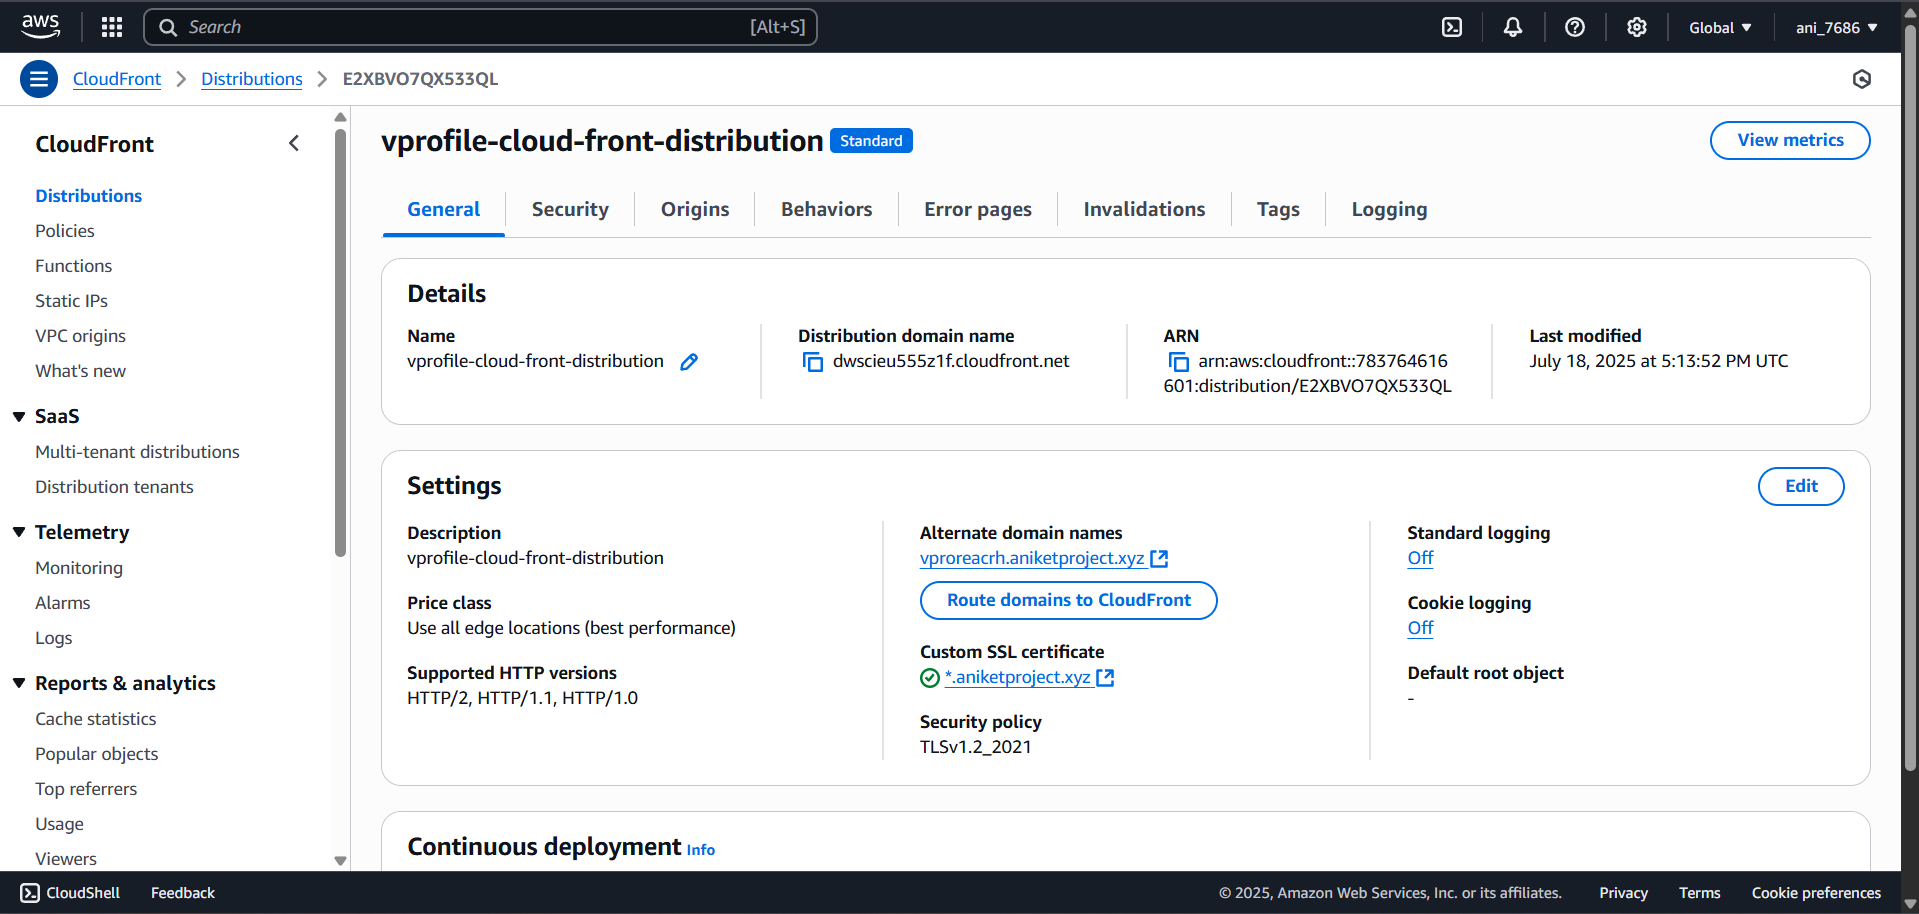 aws
Search [Alt+S]
Global ani_7686
CloudFront Distributions E2XBVO7QX533QL
CloudFront
Distributions
Policies
Functions
Static IPs
VPC origins
What's new
SaaS
Multi-tenant distributions
Distribution tenants
Telemetry
Monitoring
Alarms
Logs
Reports & analytics
Cache statistics
Popular objects
Top referrers
Usage
Viewers
vprofile-cloud-front-distribution Standard
View metrics
General Security Origins Behaviors Error pages Invalidations Tags Logging
Details
Name
vprofile-cloud-front-distribution
Distribution domain name
dwscieu555z1f.cloudfront.net
ARN
arn:aws:cloudfront::783764616
601:distribution/E2XBVO7QX533QL
Last modified
July 18, 2025 at 5:13:52 PM UTC
Settings
Edit
Description
vprofile-cloud-front-distribution
Price class
Use all edge locations (best performance)
Supported HTTP versions
HTTP/2, HTTP/1.1, HTTP/1.0
Alternate domain names
vproreacrh.aniketproject.xyz
Route domains to CloudFront
Custom SSL certificate
*.aniketproject.xyz
Security policy
TLSv1.2_2021
Standard logging
Off
Cookie logging
Off
Default root object
-
Continuous deployment Info
CloudShell Feedback
© 2025, Amazon Web Services, Inc. or its affiliates. Privacy Terms Cookie preferences